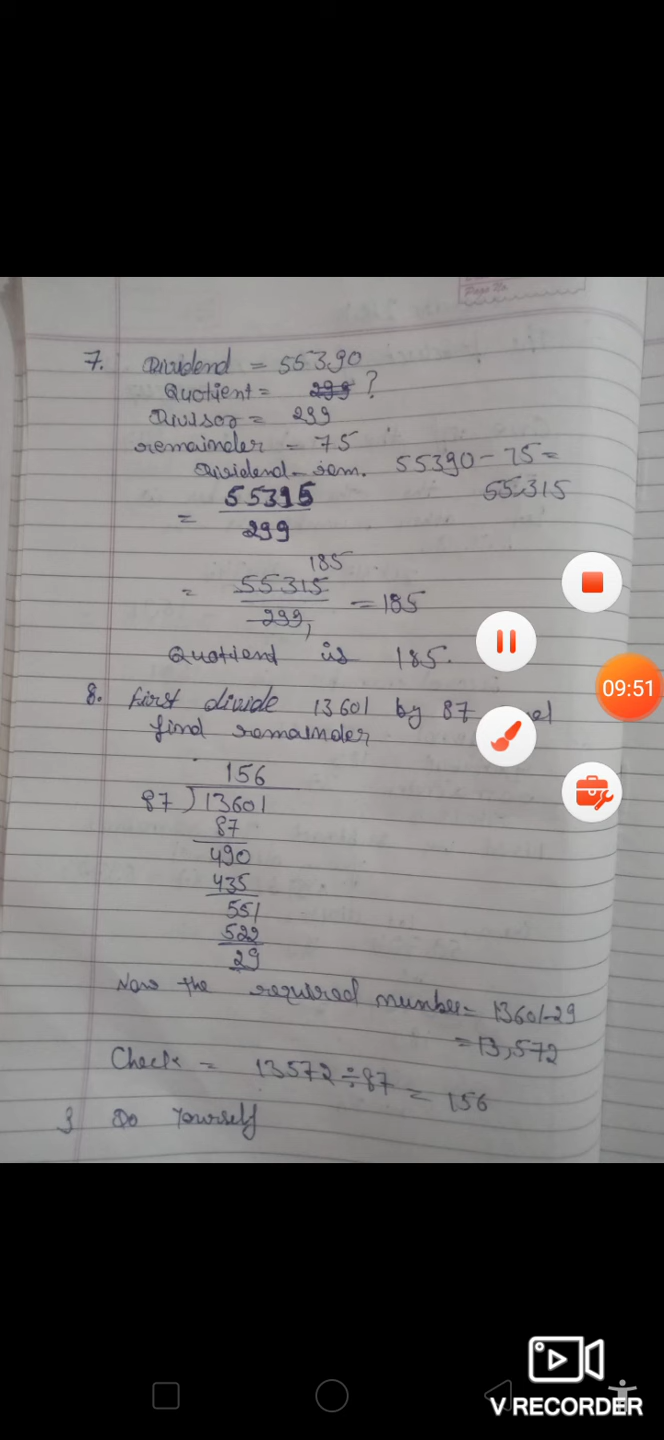 7. Dividend = 55390
Quotient = 299 ?
Divisor = 299
remainder = 75
Dividend - rem. 55390 - 75 =
55315
= 55315
299
185
= 55315 = 185
299,
Quotient is 185.
8. First divide 13601 by 87
find remainder
156
87 ) 13601
87
490
435
551
522
29
Now the required number = 13601-29
= 13,572
Check = 13572 ÷ 87 = 156
3 Do Yourself
09:51
V RECORDER